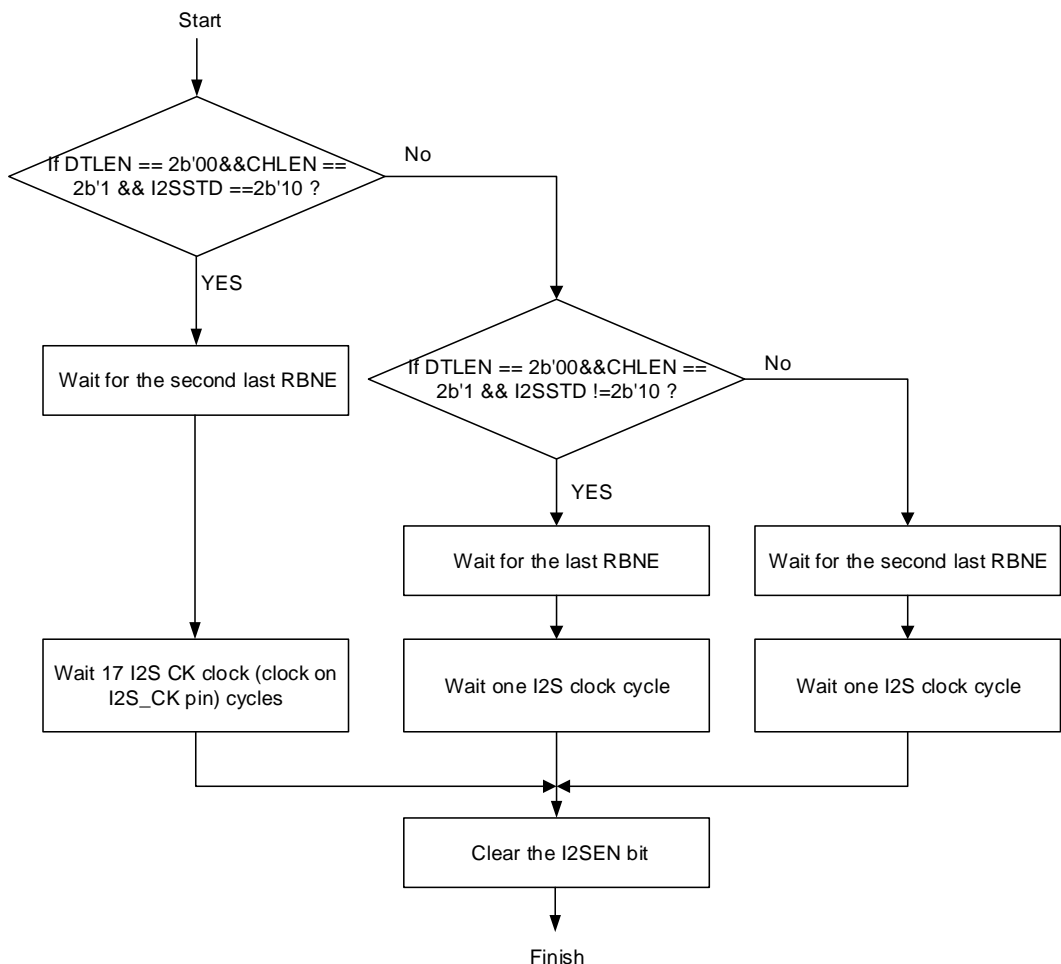 Start
If DTLEN == 2b'00&&CHLEN ==
2b'1 && I2SSTD ==2b'10 ?
No
YES
Wait for the second last RBNE
If DTLEN == 2b'00&&CHLEN ==
2b'1 && I2SSTD !=2b'10 ?
No
YES
Wait for the last RBNE
Wait for the second last RBNE
Wait 17 I2S CK clock (clock on
I2S_CK pin) cycles
Wait one I2S clock cycle
Wait one I2S clock cycle
Clear the I2SEN bit
Finish